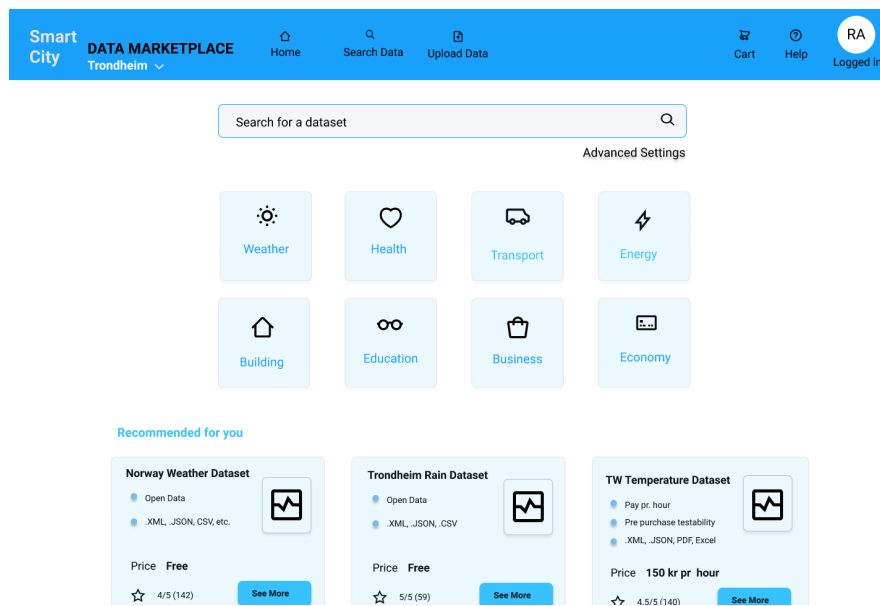 Smart
City
DATA MARKETPLACE
Trondheim
Home
Search Data
Upload Data
Cart
Help
RA
Logged in
Search for a dataset
Advanced Settings
Weather
Health
Transport
Energy
Building
Education
Business
Economy
Recommended for you
Norway Weather Dataset
Open Data
.XML, .JSON, CSV, etc.
Price Free
4/5 (142)
See More
Trondheim Rain Dataset
Open Data
.XML, .JSON, .CSV
Price Free
5/5 (59)
See More
TW Temperature Dataset
Pay pr. hour
Pre purchase testability
.XML, .JSON, PDF, Excel
Price 150 kr pr hour
4.5/5 (140)
See More